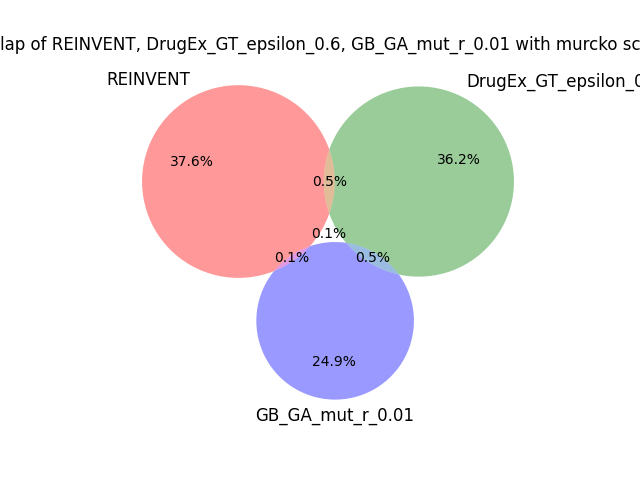 lap of REINVENT, DrugEx_GT_epsilon_0.6, GB_GA_mut_r_0.01 with murcko sc
REINVENT
DrugEx_GT_epsilon_0
37.6%
36.2%
0.5%
0.1%
0.1%
0.5%
24.9%
GB_GA_mut_r_0.01